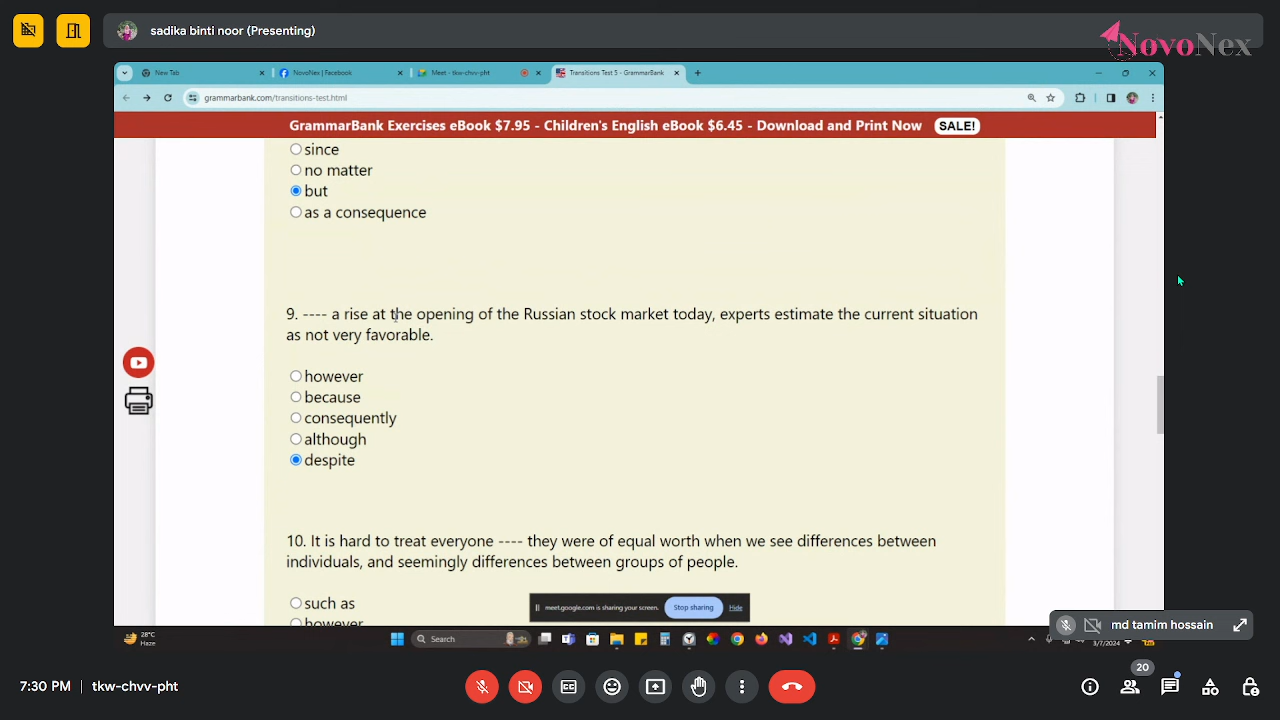 sadika binti noor (Presenting)
NovoNex
New Tab
NovoNex | Facebook
Meet - tkw-chvv-pht
Transitions Test 5 - GrammarBank
grammarbank.com/transitions-test.html
GrammarBank Exercises eBook $7.95 - Children's English eBook $6.45 - Download and Print Now SALE!
since
no matter
but
as a consequence
9. ---- a rise at the opening of the Russian stock market today, experts estimate the current situation
as not very favorable.
however
because
consequently
although
despite
10. It is hard to treat everyone ---- they were of equal worth when we see differences between
individuals, and seemingly differences between groups of people.
such as
however
meet.google.com is sharing your screen. Stop sharing Hide
md tamim hossain
28°C
Haze
Search
3/7/2024
20
7:30 PM | tkw-chvv-pht